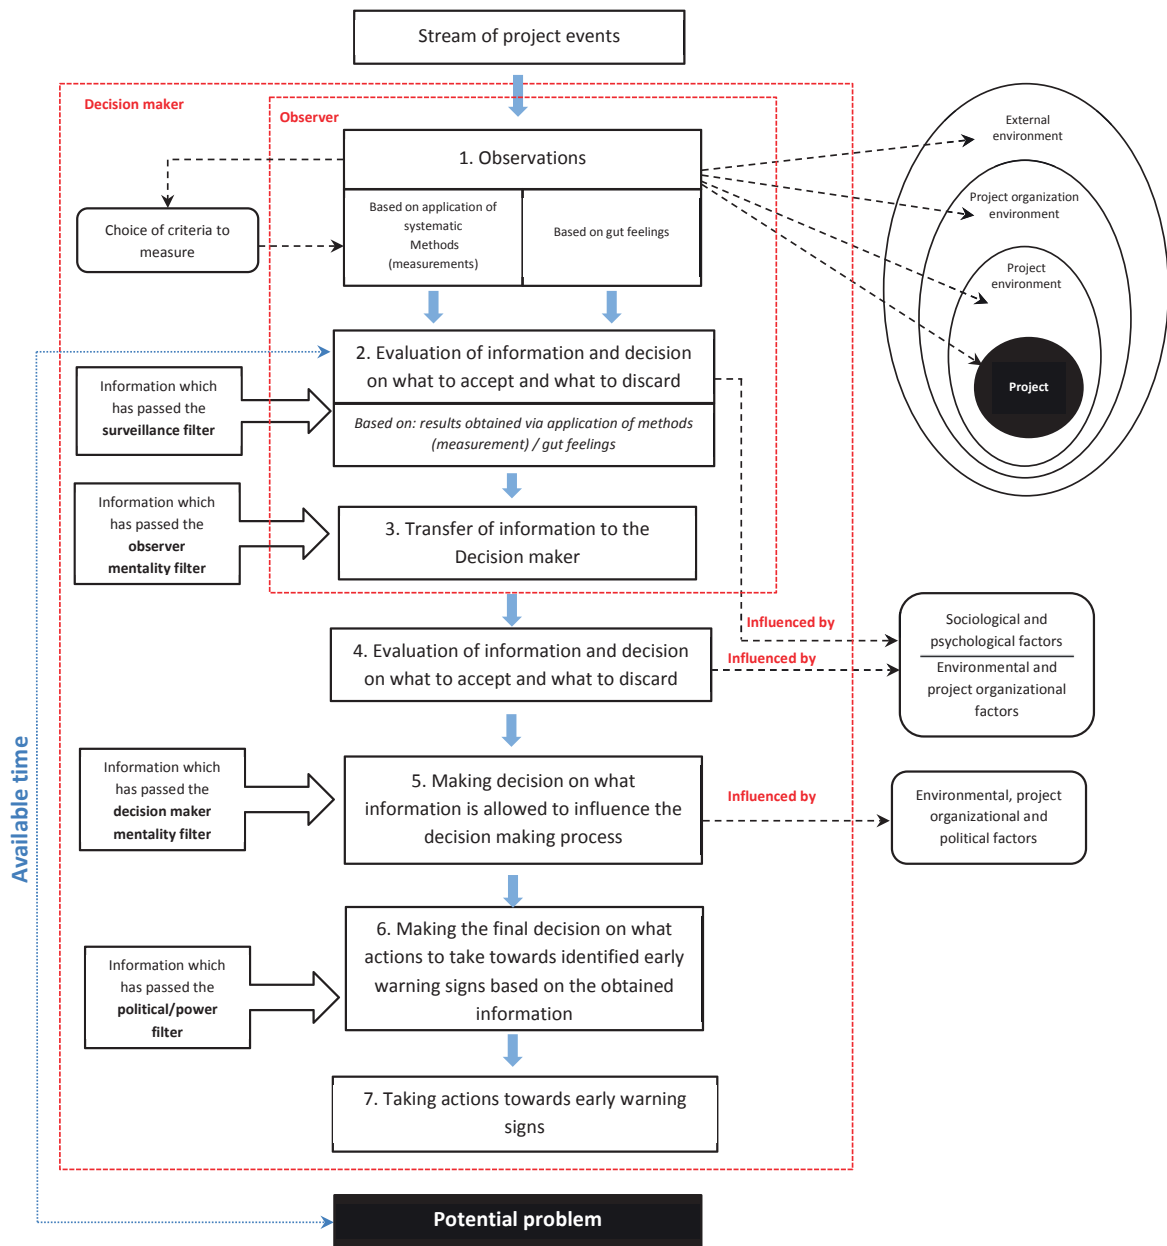 Stream of project events
Decision maker
Observer
1. Observations
Based on application of
systematic
Methods
(measurements)
Based on gut feelings
Choice of criteria to
measure
External
environment
Project organization
environment
Project
environment
Project
2. Evaluation of information and decision
on what to accept and what to discard
Based on: results obtained via application of methods
(measurement) / gut feelings
Information which
has passed the
surveillance filter
Information which
has passed the
observer
mentality filter
3. Transfer of information to the
Decision maker
Influenced by
Sociological and
psychological factors
Environmental and
project organizational
factors
4. Evaluation of information and decision
on what to accept and what to discard
Influenced by
Available time
Information which
has passed the
decision maker
mentality filter
5. Making decision on what
information is allowed to influence the
decision making process
Influenced by
Environmental, project
organizational and
political factors
6. Making the final decision on what
actions to take towards identified early
warning signs based on the obtained
information
Information which
has passed the
political/power
filter
7. Taking actions towards early warning
signs
Potential problem